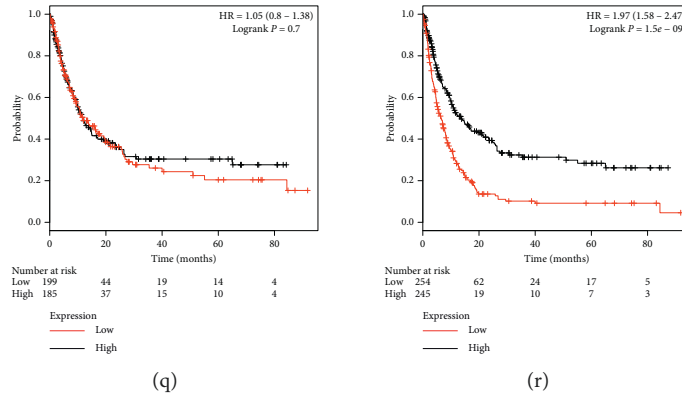 HR = 1.05 (0.8 – 1.38)
Logrank P = 0.7
1.0
0.8
0.6
0.4
0.2
0.0
Probability
0 20 40 60 80
Time (months)
Number at risk
Low 199 44 19 14 4
High 185 37 15 10 4
Expression
Low
High
(q)
HR = 1.97 (1.58 – 2.47
Logrank P = 1.5e – 09
1.0
0.8
0.6
0.4
0.2
0.0
Probability
0 20 40 60 80
Time (months)
Number at risk
Low 254 62 24 17 5
High 245 19 10 7 3
Expression
Low
High
(r)